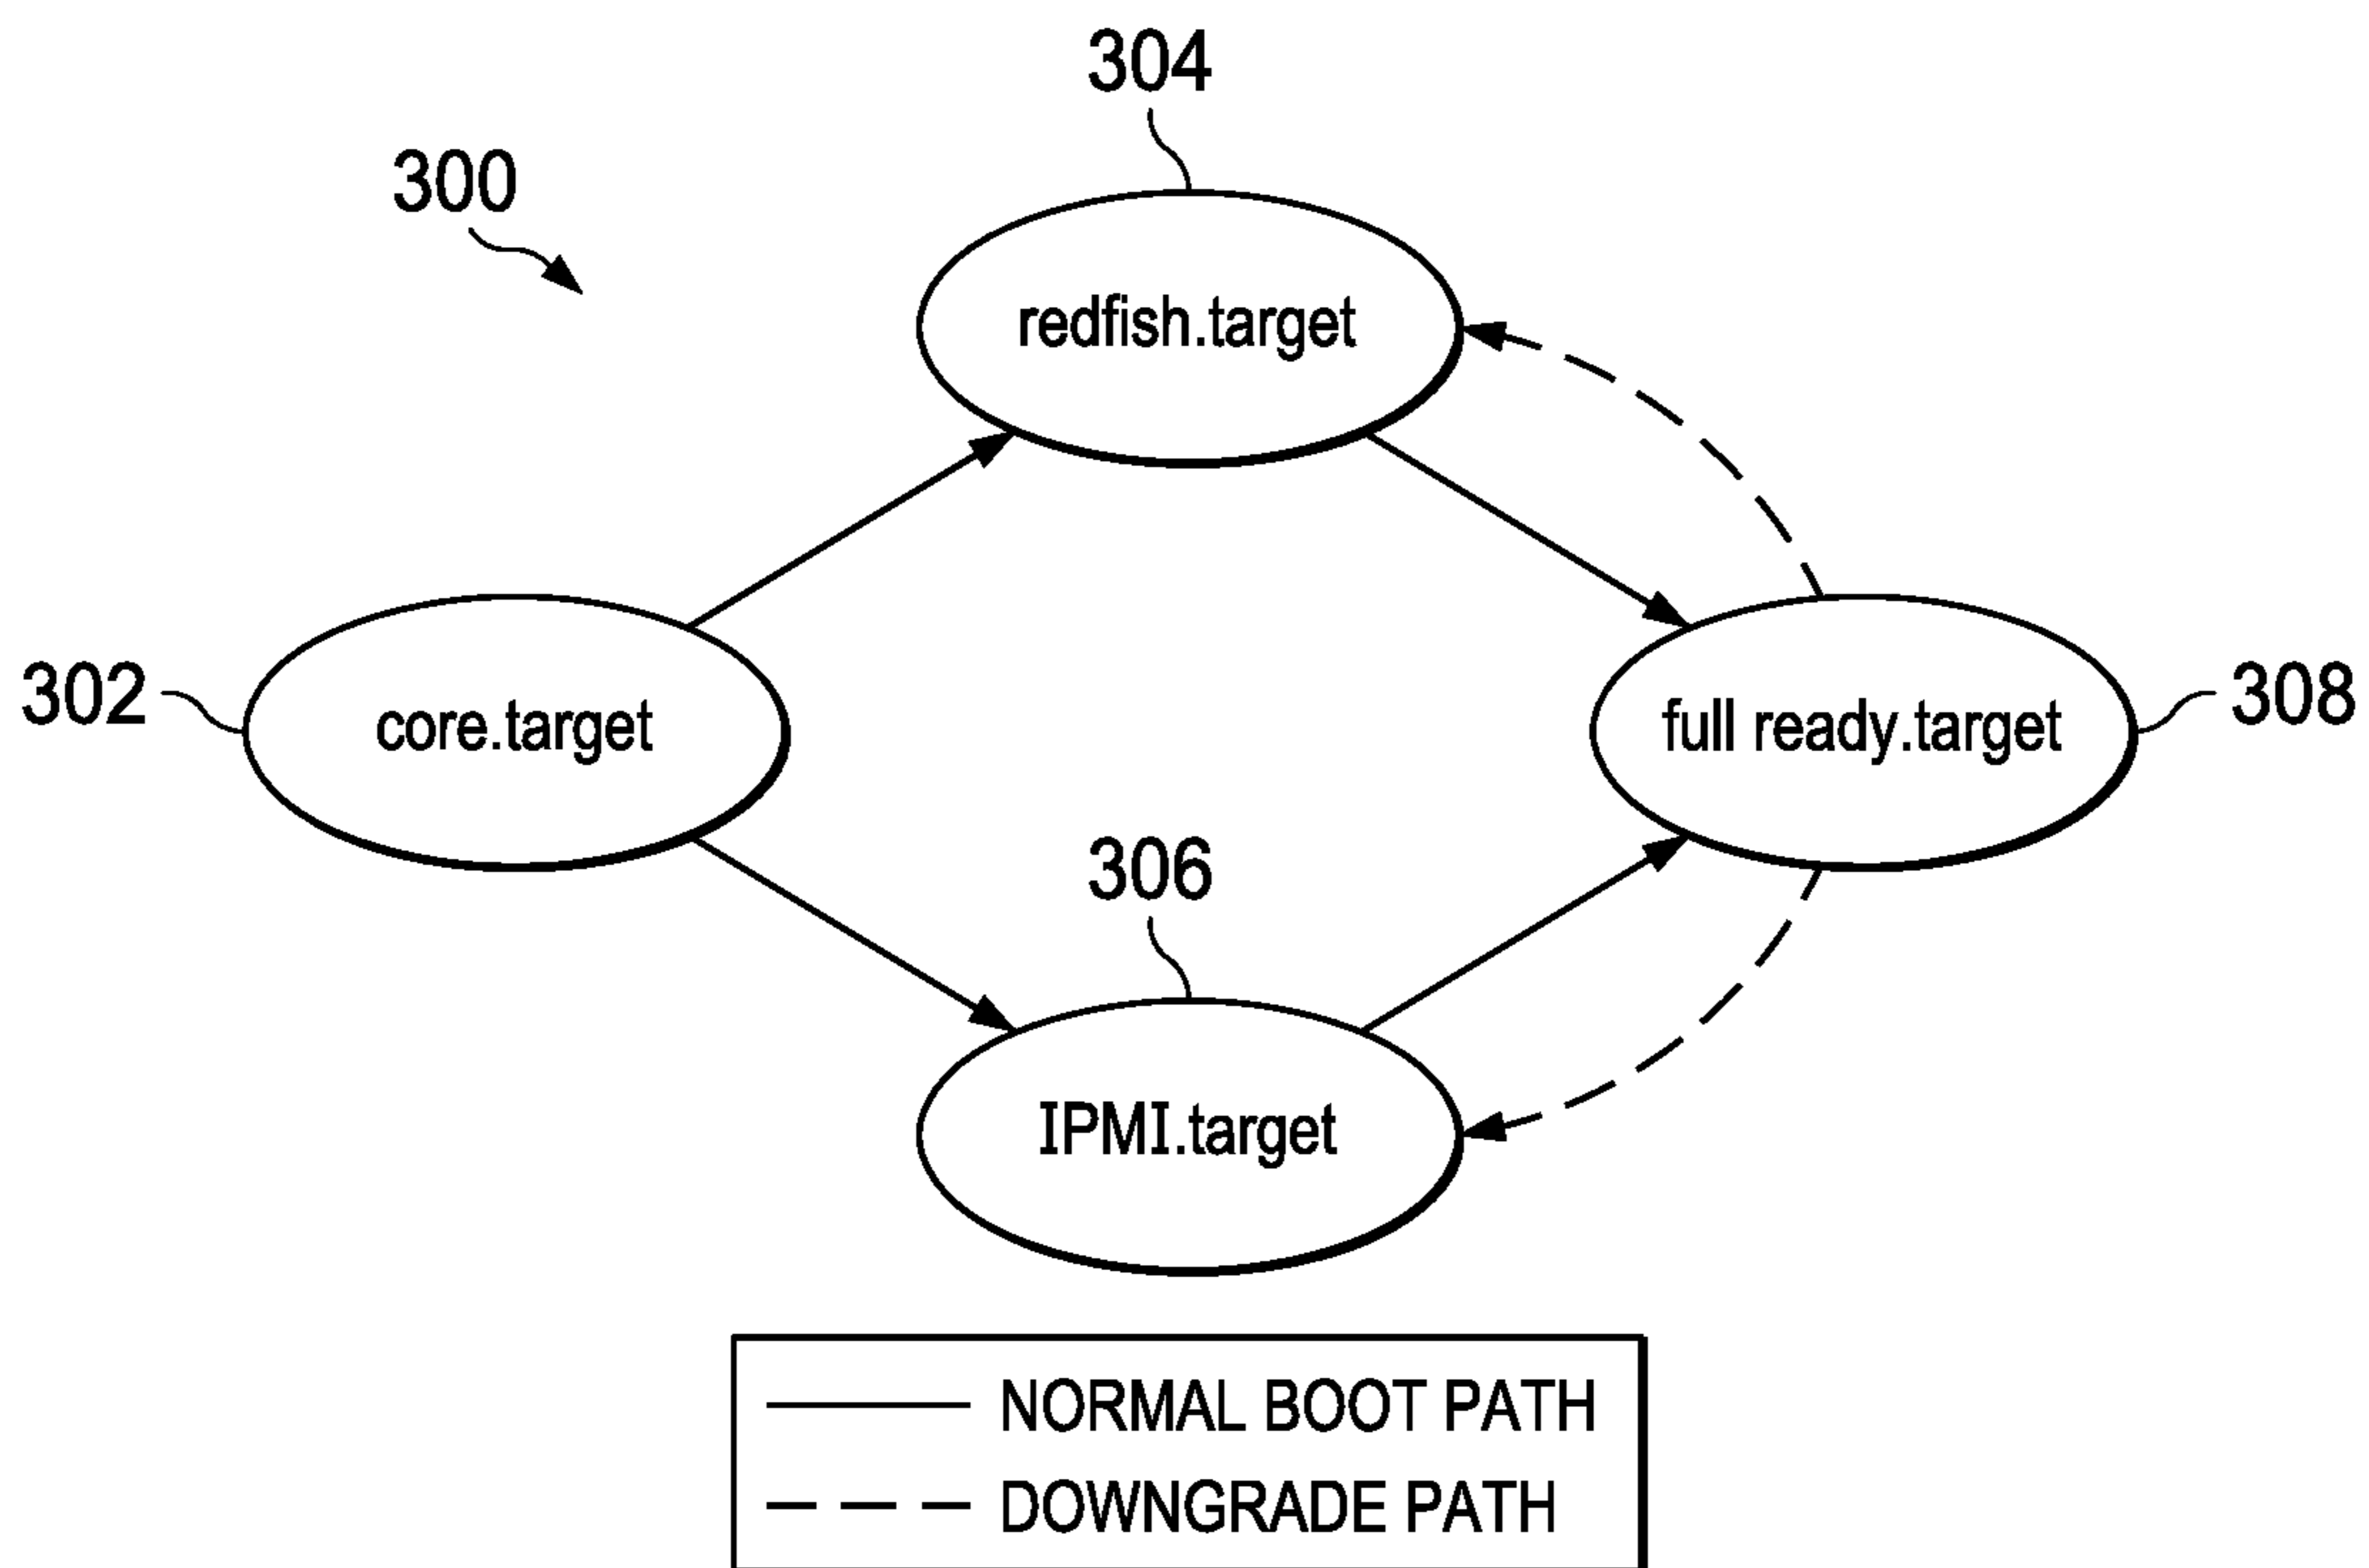 304
300
redfish.target
302
core.target
full ready.target
308
306
IPMI.target
NORMAL BOOT PATH
DOWNGRADE PATH